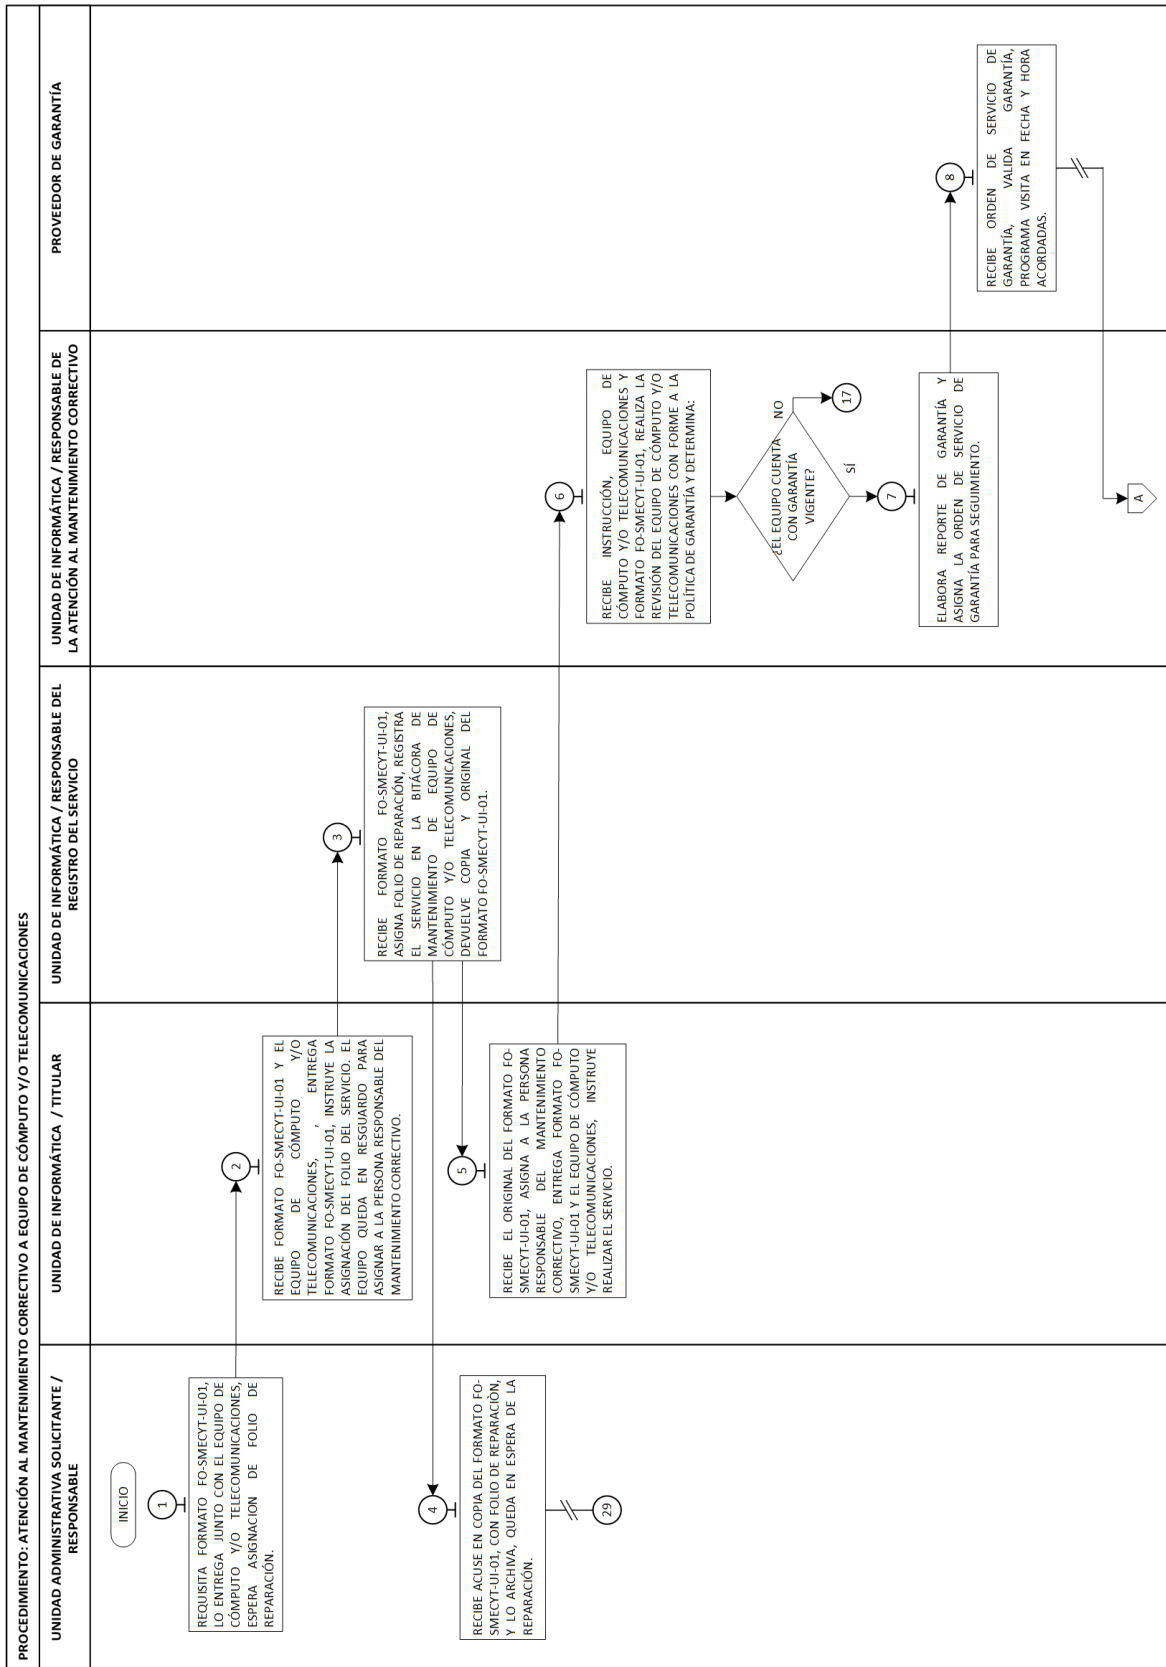 PROCEDIMIENTO: ATENCIÓN AL MANTENIMIENTO CORRECTIVO A EQUIPO DE CÓMPUTO Y/O TELECOMUNICACIONES
UNIDAD ADMINISTRATIVA SOLICITANTE /
RESPONSABLE
UNIDAD DE INFORMÁTICA / TITULAR
UNIDAD DE INFORMÁTICA / RESPONSABLE DEL
REGISTRO DEL SERVICIO
UNIDAD DE INFORMÁTICA / RESPONSABLE DE
LA ATENCIÓN AL MANTENIMIENTO CORRECTIVO
PROVEEDOR DE GARANTÍA
INICIO
1
REQUISITA FORMATO FO-SMECYT-UI-01,
LO ENTREGA JUNTO CON EL EQUIPO DE
CÓMPUTO Y/O TELECOMUNICACIONES,
ESPERA ASIGNACION DE FOLIO DE
REPARACIÓN.
2
RECIBE FORMATO FO-SMECYT-UI-01 Y EL
EQUIPO DE CÓMPUTO Y/O
TELECOMUNICACIONES, , ENTREGA
FORMATO FO-SMECYT-UI-01, INSTRUYE LA
ASIGNACIÓN DEL FOLIO DEL SERVICIO. EL
EQUIPO QUEDA EN RESGUARDO PARA
ASIGNAR A LA PERSONA RESPONSABLE DEL
MANTENIMIENTO CORRECTIVO.
3
RECIBE FORMATO FO-SMECYT-UI-01,
ASIGNA FOLIO DE REPARACIÓN, REGISTRA
EL SERVICIO EN LA BITÁCORA DE
MANTENIMIENTO DE EQUIPO DE
CÓMPUTO Y/O TELECOMUNICACIONES,
DEVUELVE COPIA Y ORIGINAL DEL
FORMATO FO-SMECYT-UI-01.
4
RECIBE ACUSE EN COPIA DEL FORMATO FO-
SMECYT-UI-01, CON FOLIO DE REPARACIÓN,
Y LO ARCHIVA, QUEDA EN ESPERA DE LA
REPARACIÓN.
29
5
RECIBE EL ORIGINAL DEL FORMATO FO-
SMECYT-UI-01, ASIGNA A LA PERSONA
RESPONSABLE DEL MANTENIMIENTO
CORRECTIVO, ENTREGA FORMATO FO-
SMECYT-UI-01 Y EL EQUIPO DE CÓMPUTO
Y/O TELECOMUNICACIONES, INSTRUYE
REALIZAR EL SERVICIO.
6
RECIBE INSTRUCCIÓN, EQUIPO DE
CÓMPUTO Y/O TELECOMUNICACIONES Y
FORMATO FO-SMECYT-UI-01, REALIZA LA
REVISIÓN DEL EQUIPO DE CÓMPUTO Y/O
TELECOMUNICACIONES CON FORME A LA
POLÍTICA DE GARANTÍA Y DETERMINA:
¿EL EQUIPO CUENTA
CON GARANTÍA
VIGENTE?
NO
17
SÍ
7
ELABORA REPORTE DE GARANTÍA Y
ASIGNA LA ORDEN DE SERVICIO DE
GARANTÍA PARA SEGUIMIENTO.
8
RECIBE ORDEN DE SERVICIO DE
GARANTÍA, VALIDA GARANTÍA,
PROGRAMA VISITA EN FECHA Y HORA
ACORDADAS.
A